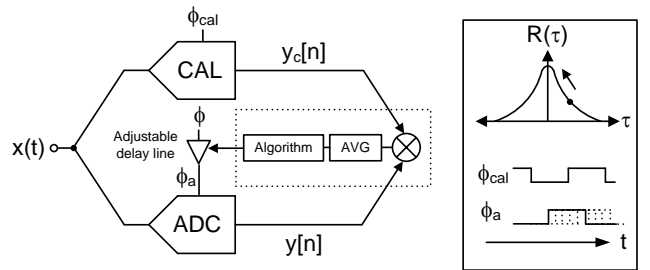 ϕcal
CAL
yc[n]
x(t)
Adjustable
delay line
ϕ
Algorithm
AVG
ϕa
ADC
y[n]
R(τ)
τ
ϕcal
ϕa
t